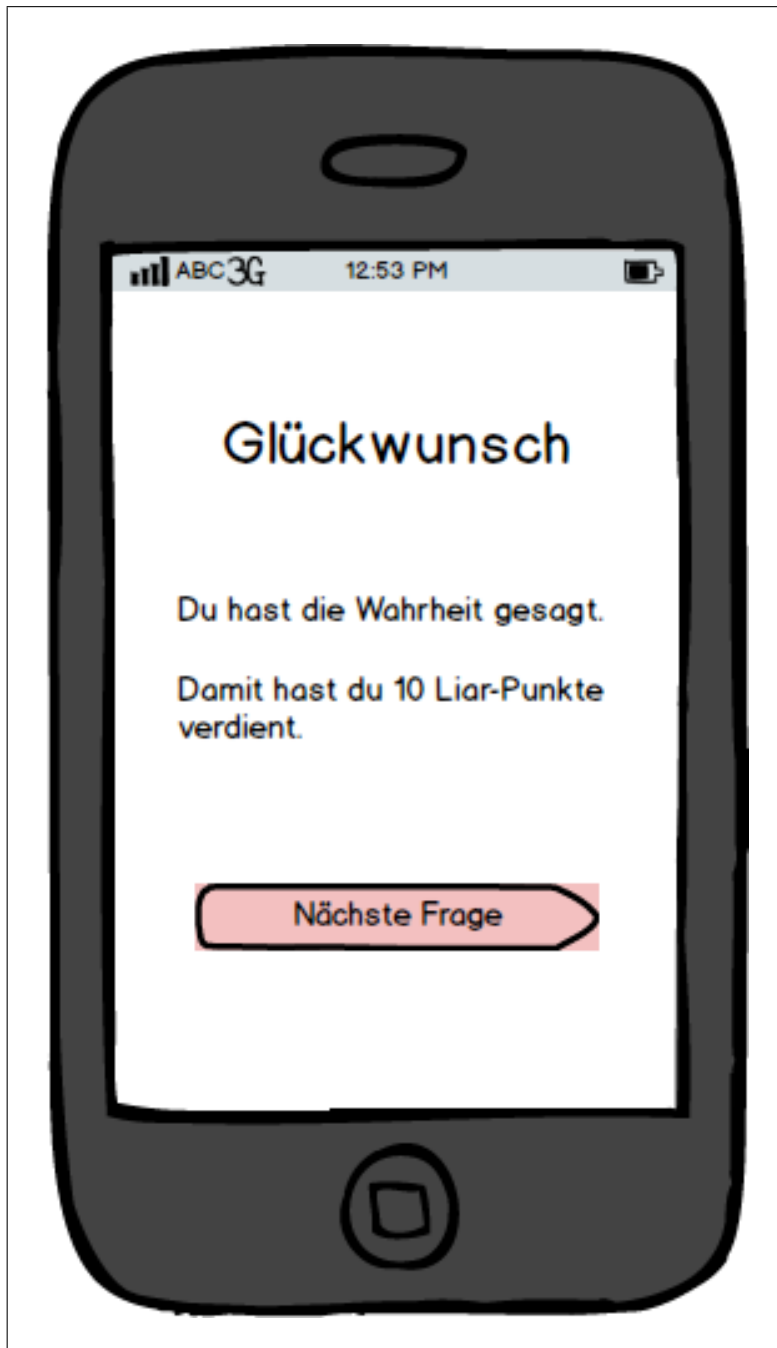 ABC 3G 12:53 PM
Glückwunsch
Du hast die Wahrheit gesagt.
Damit hast du 10 Liar-Punkte
verdient.
Nächste Frage